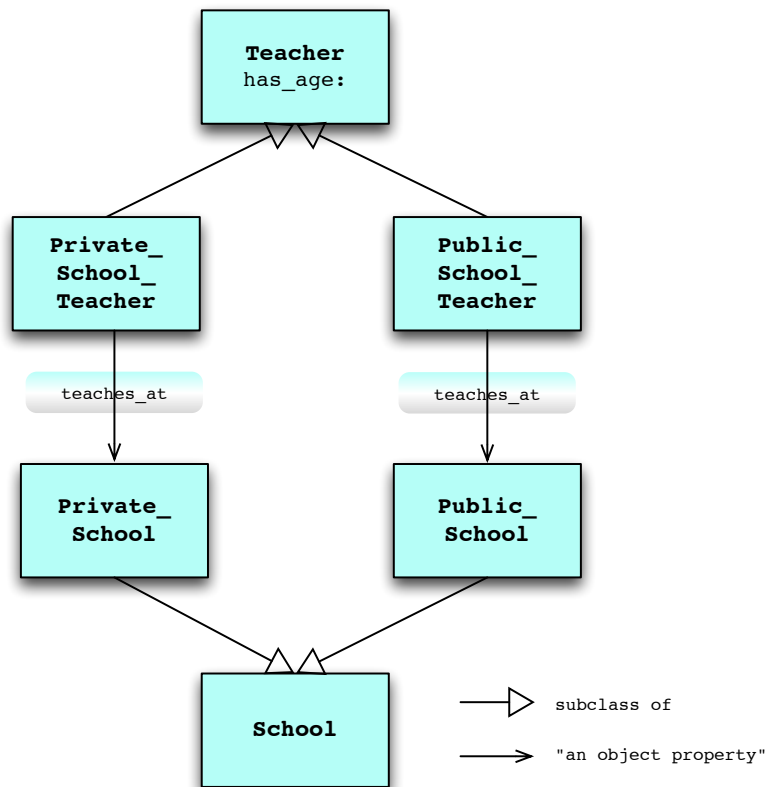 Teacher
has_age:
Private_
School_
Teacher
Public_
School_
Teacher
teaches_at
teaches_at
Private_
School
Public_
School
School
subclass of
"an object property"